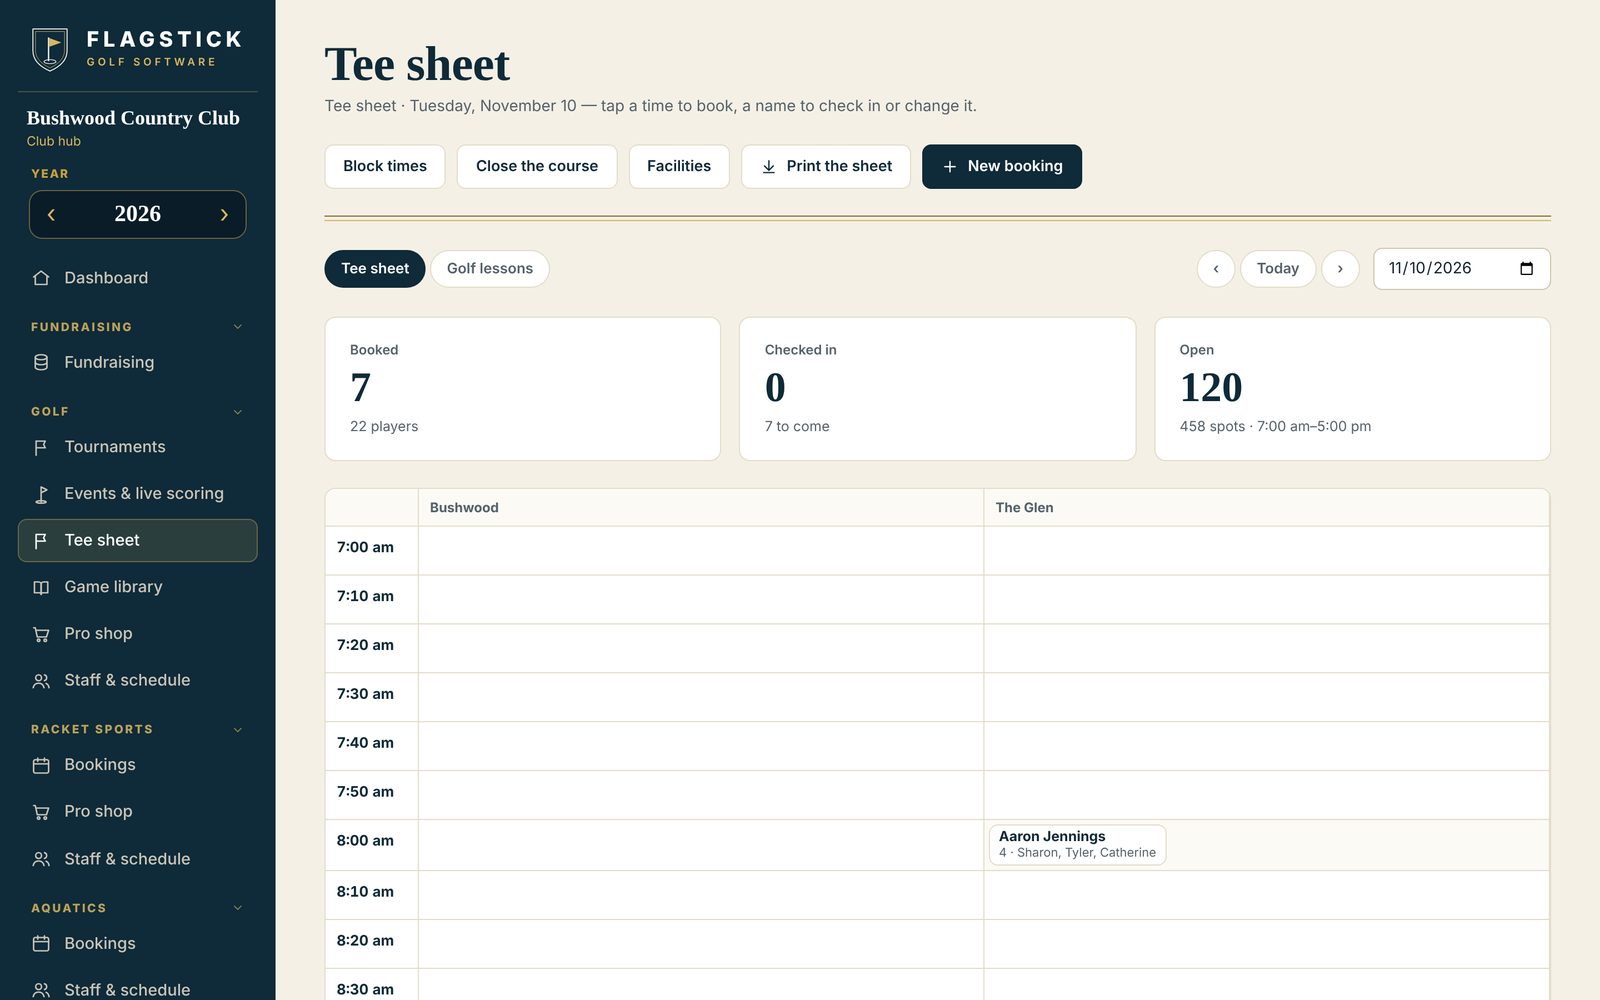 FLAGSTICK
GOLF SOFTWARE
Bushwood Country Club
Club hub
YEAR
2026
Dashboard
FUNDRAISING
Fundraising
GOLF
Tournaments
Events & live scoring
Tee sheet
Game library
Pro shop
Staff & schedule
RACKET SPORTS
Bookings
Pro shop
Staff & schedule
AQUATICS
Bookings
Staff & schedule
Tee sheet
Tee sheet · Tuesday, November 10 — tap a time to book, a name to check in or change it.
Block times
Close the course
Facilities
Print the sheet
New booking
Tee sheet
Golf lessons
Today
11/10/2026
Booked
7
22 players
Checked in
0
7 to come
Open
120
458 spots · 7:00 am–5:00 pm
Bushwood
The Glen
7:00 am
7:10 am
7:20 am
7:30 am
7:40 am
7:50 am
8:00 am
Aaron Jennings
4 · Sharon, Tyler, Catherine
8:10 am
8:20 am
8:30 am